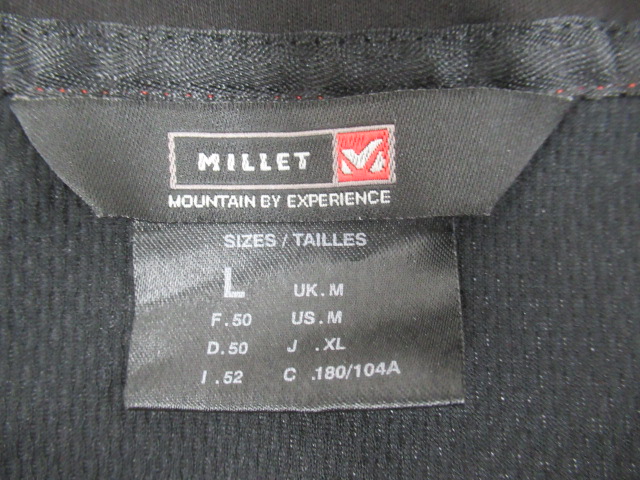 MILLET
MOUNTAIN BY EXPERIENCE
SIZES / TAILLES
L UK.M
F.50 US.M
D.50 J .XL
I .52 C .180/104A